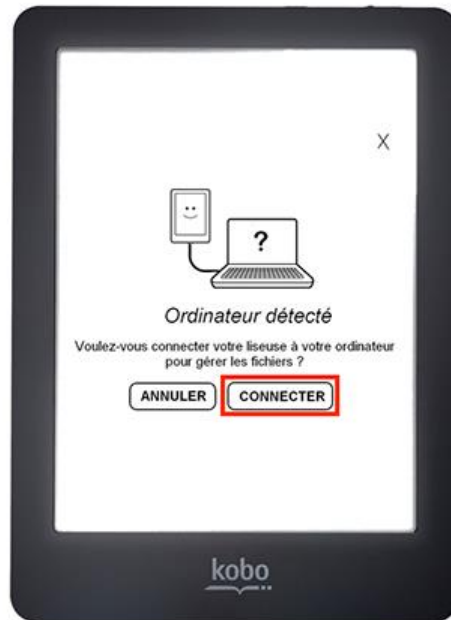 X
?
Ordinateur détecté
Voulez-vous connecter votre liseuse à votre ordinateur
pour gérer les fichiers ?
ANNULER
CONNECTER
kobo